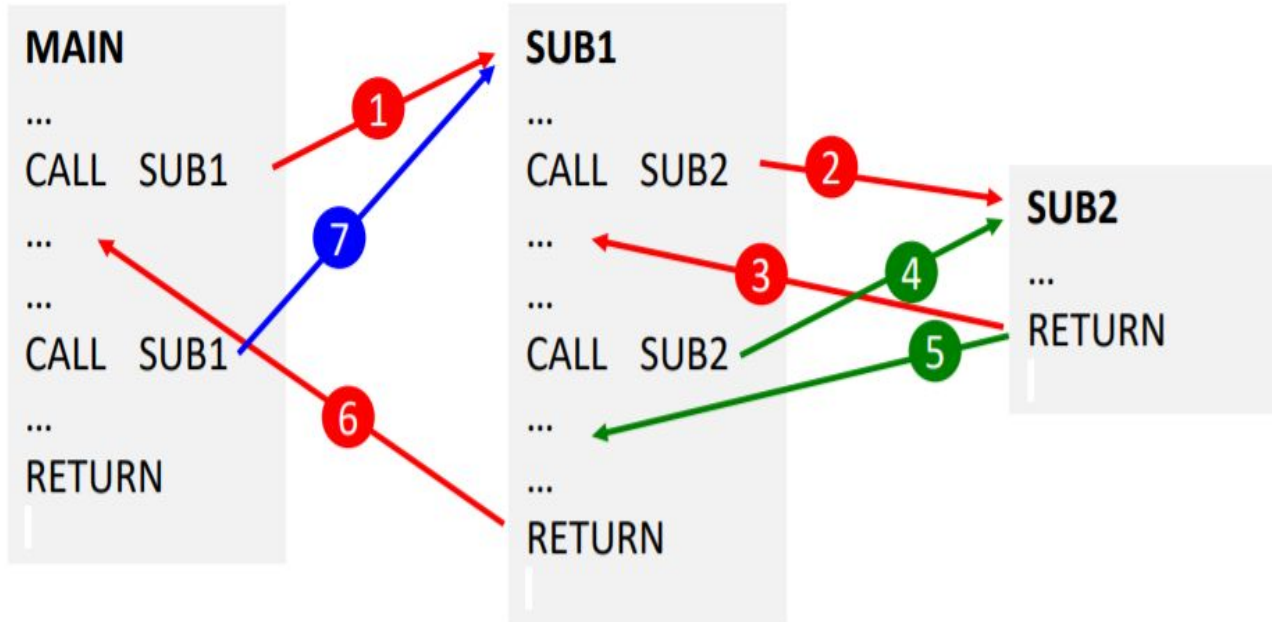 MAIN
...
CALL SUB1
...
...
CALL SUB1
...
RETURN
1
7
6
SUB1
...
CALL SUB2
...
...
CALL SUB2
...
...
RETURN
2
3
4
5
SUB2
...
RETURN